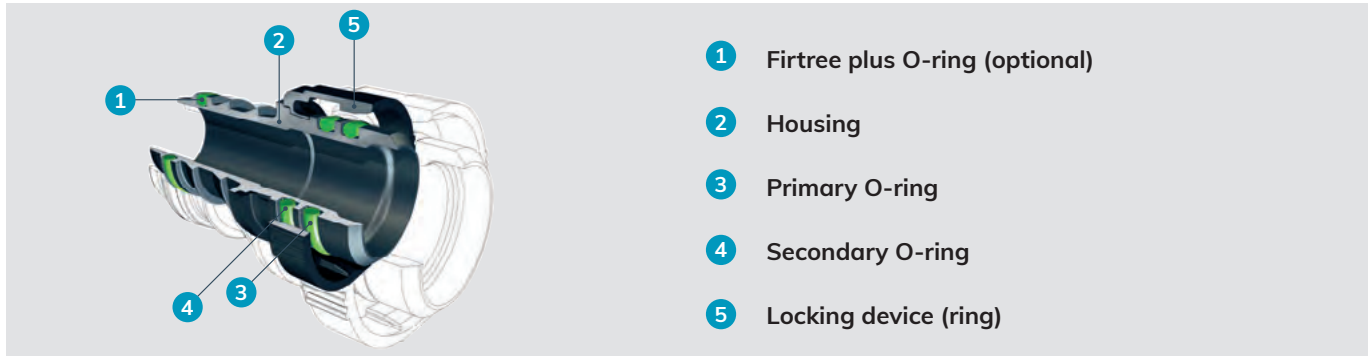 2
5
1
3
4
1 Firtree plus O-ring (optional)
2 Housing
3 Primary O-ring
4 Secondary O-ring
5 Locking device (ring)